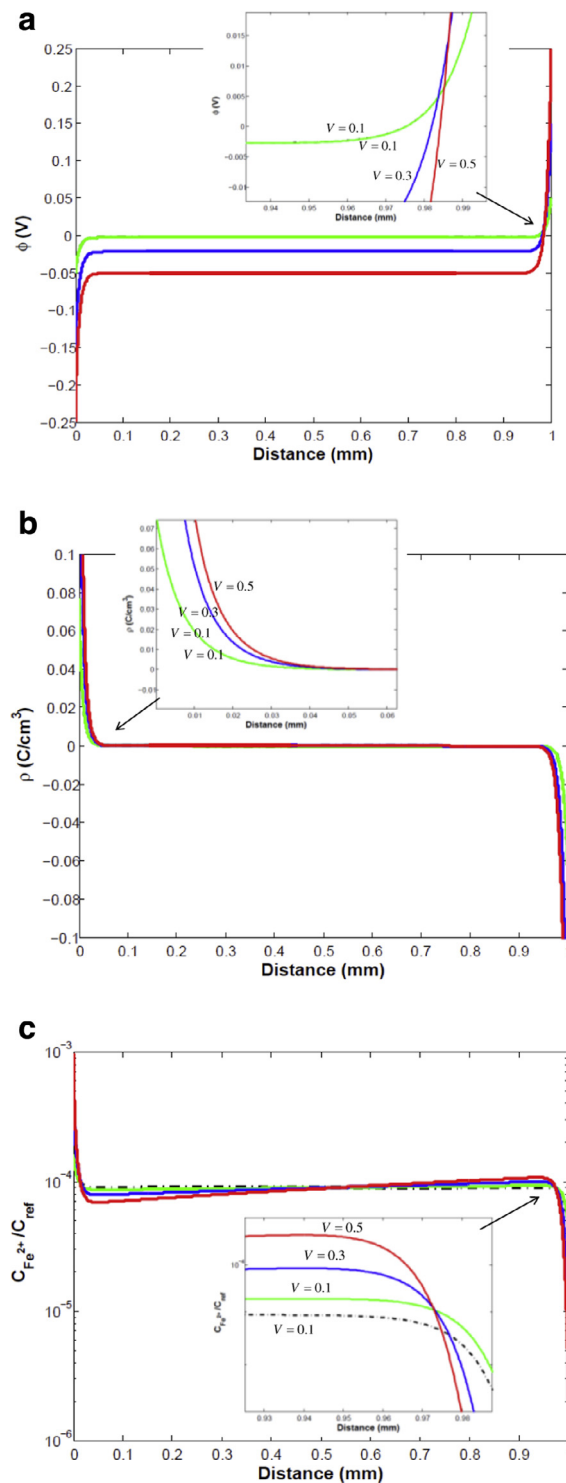 a
0.25
0.2
0.15
0.1
0.05
0
−0.05
−0.1
−0.15
−0.2
−0.25
ϕ (V)
0 0.1 0.2 0.3 0.4 0.5 0.6 0.7 0.8 0.9 1
Distance (mm)
0.015
0.01
0.005
0
−0.005
−0.01
ϕ (V)
V = 0.1
V = 0.1
V = 0.3
V = 0.5
0.94 0.95 0.96 0.97 0.98 0.99
Distance (mm)
b
0.1
0.08
0.06
0.04
0.02
0
−0.02
−0.04
−0.06
−0.08
−0.1
ρ (C/cm³)
0 0.1 0.2 0.3 0.4 0.5 0.6 0.7 0.8 0.9
Distance (mm)
0.07
0.06
0.05
0.04
0.03
0.02
0.01
0
−0.01
ρ (C/cm³)
V = 0.5
V = 0.3
V = 0.1
V = 0.1
0.01 0.02 0.03 0.04 0.05 0.06
Distance (mm)
c
10⁻³
10⁻⁴
10⁻⁵
10⁻⁶
C_Fe²⁺/C_ref
0 0.1 0.2 0.3 0.4 0.5 0.6 0.7 0.8 0.9
Distance (mm)
10⁻⁴
C_Fe²⁺/C_ref
V = 0.5
V = 0.3
V = 0.1
V = 0.1
0.93 0.94 0.95 0.96 0.97 0.98
Distance (mm)